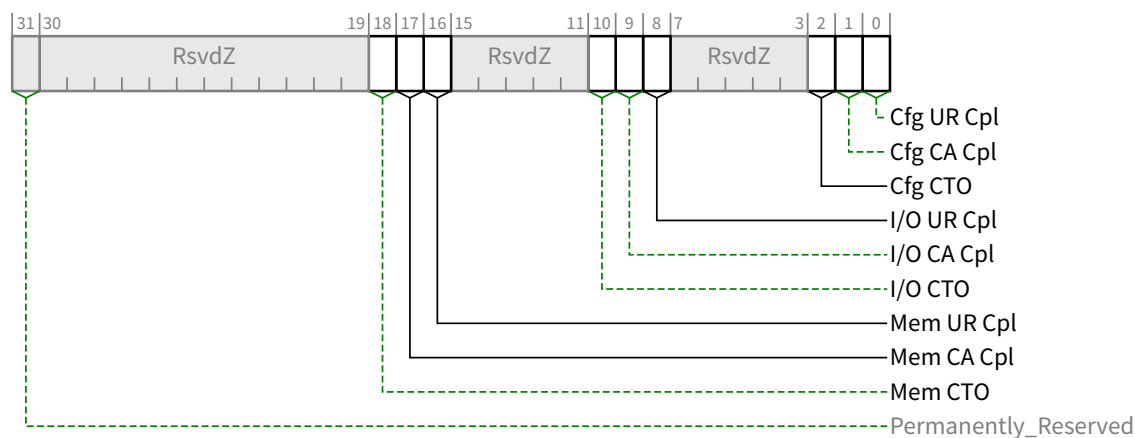 31 30 19 18 17 16 15 11 10 9 8 7 3 2 1 0
RsvdZ RsvdZ RsvdZ
Cfg UR Cpl
Cfg CA Cpl
Cfg CTO
I/O UR Cpl
I/O CA Cpl
I/O CTO
Mem UR Cpl
Mem CA Cpl
Mem CTO
Permanently_Reserved